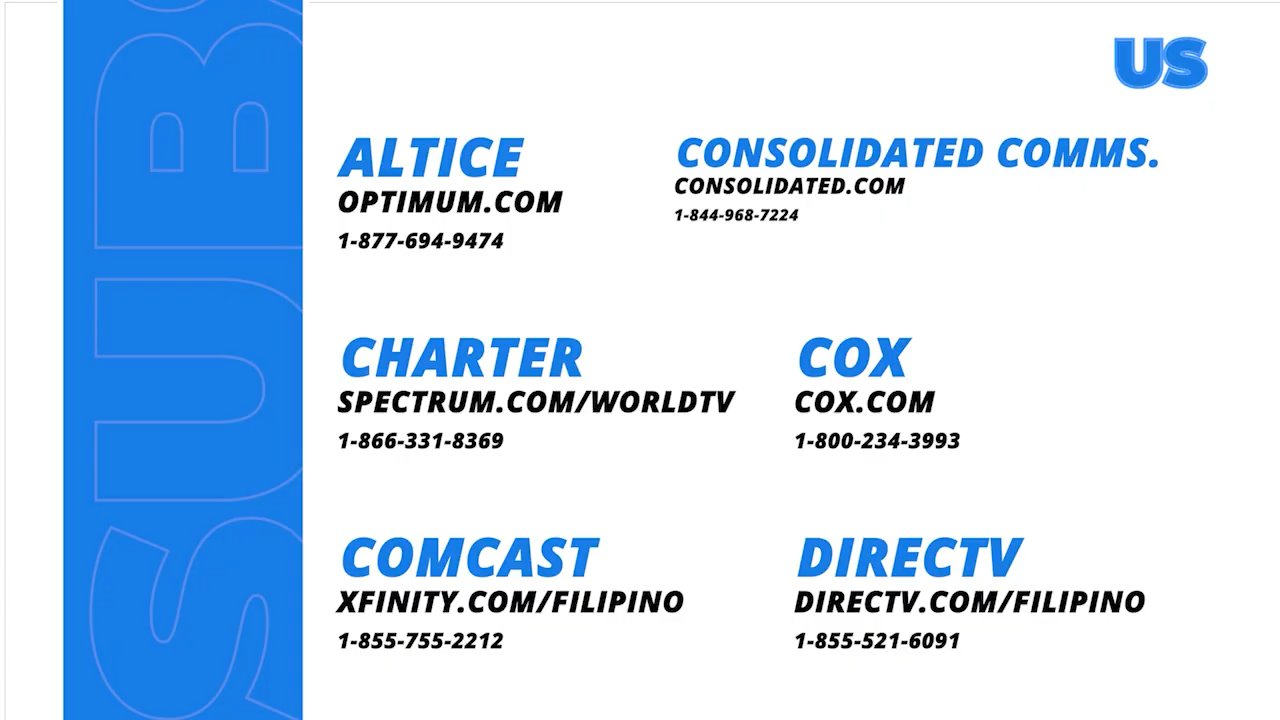 US
ALTICE
OPTIMUM.COM
1-877-694-9474
CONSOLIDATED COMMS.
CONSOLIDATED.COM
1-844-968-7224
CHARTER
SPECTRUM.COM/WORLDTV
1-866-331-8369
COX
COX.COM
1-800-234-3993
COMCAST
XFINITY.COM/FILIPINO
1-855-755-2212
DIRECTV
DIRECTV.COM/FILIPINO
1-855-521-6091
SUB